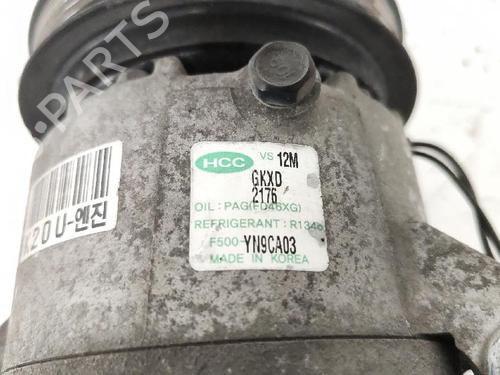 HCC VS 12M
GKXD
2176
OIL : PAG(FD46XG)
REFRIGERANT : R134a
F500-YN9CA03
MADE IN KOREA
20 U-엔진
B-PARTS